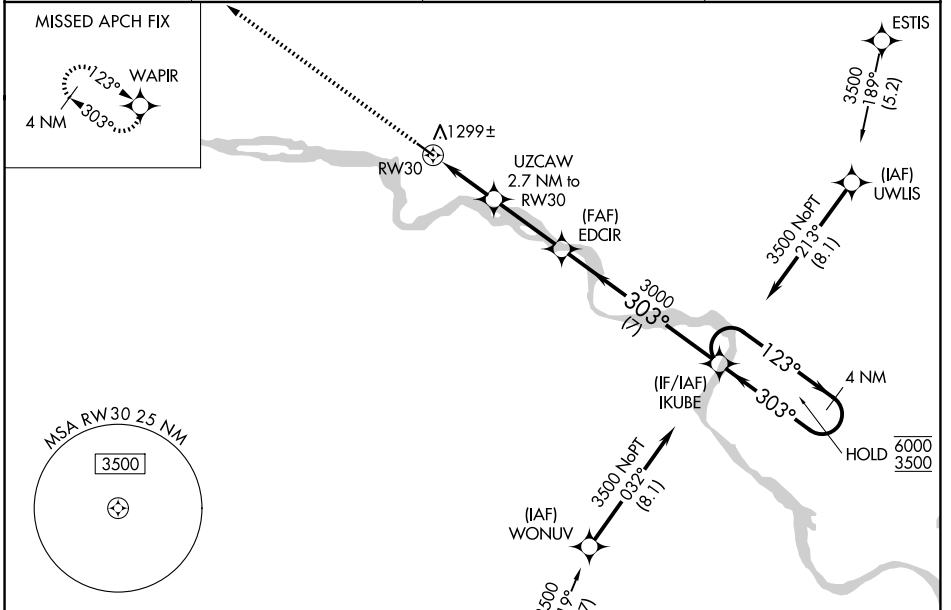 MISSED APCH FIX
WAPIR
123°
303°
4 NM
ESTIS
3500
189°
(5.2)
1299±
RW30
UZCAW
2.7 NM to
RW30
(IAF)
UWLIS
(FAF)
EDCIR
3500 NoPT
213°
(8.1)
3000
303°
(7)
123°
4 NM
(IF/IAF)
IKUBE
303°
HOLD
6000
3500
MSA RW30 25 NM
3500
3500 NoPT
032°
(8.1)
(IAF)
WONUV